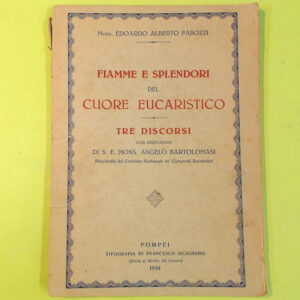 Mons. EDOARDO ALBERTO FABOZZI
FIAMME E SPLENDORI
DEL
CUORE EUCARISTICO
TRE DISCORSI
CON PREFAZIONE
DI S. E. MONS. ANGELO BARTOLOMASI
Presidente del Comitato Nazionale de' Congressi Eucaristici
POMPEI
TIPOGRAFIA DI FRANCESCO SICIGNANO
1934